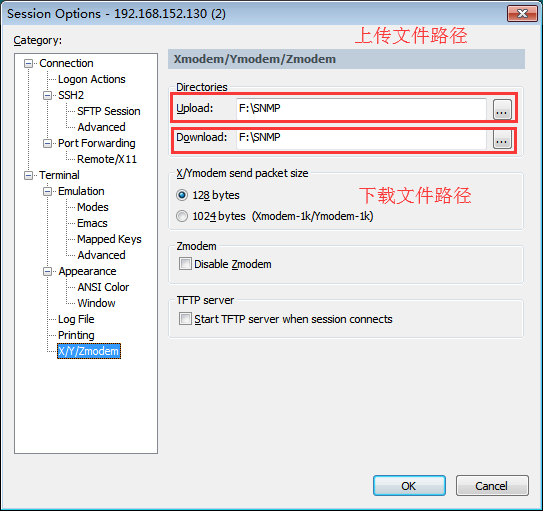 Session Options - 192.168.152.130 (2)
Category:
Connection
Logon Actions
SSH2
SFTP Session
Advanced
Port Forwarding
Remote/X11
Terminal
Emulation
Modes
Emacs
Mapped Keys
Advanced
Appearance
ANSI Color
Window
Log File
Printing
X/Y/Zmodem
上传文件路径
Xmodem/Ymodem/Zmodem
Directories
Upload: F:\SNMP ...
Download: F:\SNMP ...
X/Ymodem send packet size
128 bytes
下载文件路径
1024 bytes (Xmodem-1k/Ymodem-1k)
Zmodem
Disable Zmodem
TFTP server
Start TFTP server when session connects
OK Cancel